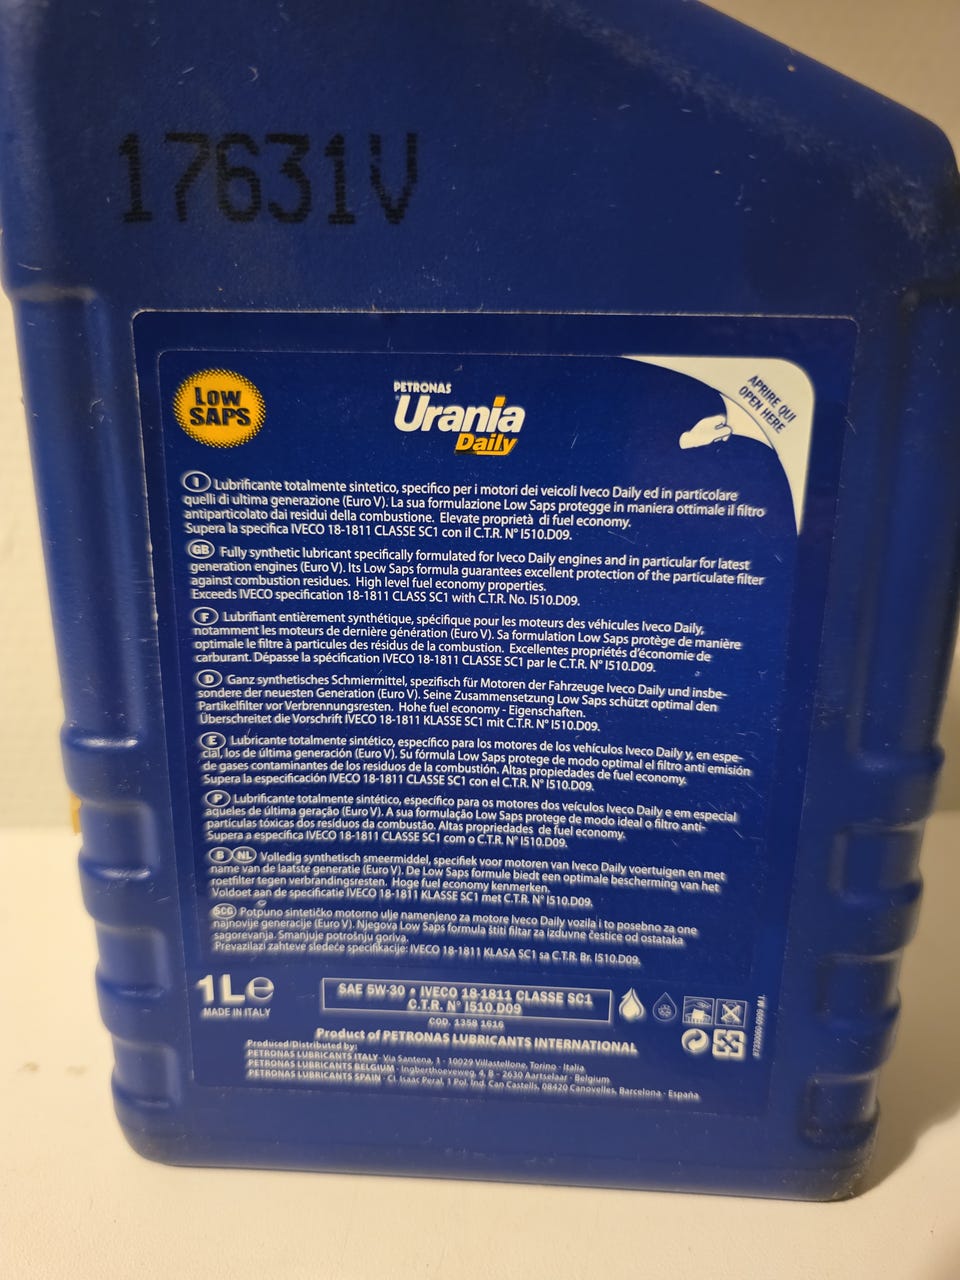 17631V
Low
SAPS
PETRONAS
Urania
Daily
APRIRE QUI
OPEN HERE
I Lubrificante totalmente sintetico, specifico per i motori dei veicoli Iveco Daily ed in particolare
quelli di ultima generazione (Euro V). La sua formulazione Low Saps protegge in maniera ottimale il filtro
antiparticolato dai residui della combustione. Elevate proprietà di fuel economy.
Supera la specifica IVECO 18-1811 CLASSE SC1 con il C.T.R. N° I510.D09.
GB Fully synthetic lubricant specifically formulated for Iveco Daily engines and in particular for latest
generation engines (Euro V). Its Low Saps formula guarantees excellent protection of the particulate filter
against combustion residues. High level fuel economy properties.
Exceeds IVECO specification 18-1811 CLASS SC1 with C.T.R. No. I510.D09.
F Lubrifiant entièrement synthétique, spécifique pour les moteurs des véhicules Iveco Daily,
notamment les moteurs de dernière génération (Euro V). Sa formulation Low Saps protège de manière
optimale le filtre à particules des résidus de la combustion. Excellentes propriétés d'économie de
carburant. Dépasse la spécification IVECO 18-1811 CLASSE SC1 par le C.T.R. N° I510.D09.
D Ganz synthetisches Schmiermittel, spezifisch für Motoren der Fahrzeuge Iveco Daily und insbe-
sondere der neuesten Generation (Euro V). Seine Zusammensetzung Low Saps schützt optimal den
Partikelfilter vor Verbrennungsresten. Hohe fuel economy - Eigenschaften.
Überschreitet die Vorschrift IVECO 18-1811 KLASSE SC1 mit C.T.R. N° I510.D09.
E Lubricante totalmente sintético, específico para los motores de los vehículos Iveco Daily y, en espe-
cial, los de última generación (Euro V). Su fórmula Low Saps protege de modo optimal el filtro anti emisión
de gases contaminantes de los residuos de la combustión. Altas propiedades de fuel economy.
Supera la especificación IVECO 18-1811 CLASSE SC1 con el C.T.R. N° I510.D09.
P Lubrificante totalmente sintético, específico para os motores dos veículos Iveco Daily e em especial
aqueles de última geração (Euro V). A sua formulação Low Saps protege de modo ideal o filtro anti-
partículas tóxicas dos resíduos da combustão. Altas propriedades de fuel economy.
Supera a específica IVECO 18-1811 CLASSE SC1 com o C.T.R. N° I510.D09.
B NL Volledig synthetisch smeermiddel, specifiek voor motoren van Iveco Daily voertuigen en met
name van de laatste generatie (Euro V). De Low Saps formule biedt een optimale bescherming van het
roetfilter tegen verbrandingsresten. Hoge fuel economy kenmerken.
Voldoet aan de specificatie IVECO 18-1811 KLASSE SC1 met C.T.R. N° I510.D09.
SCG Potpuno sintetičko motorno ulje namenjeno za motore Iveco Daily vozila i to posebno za one
najnovije generacije (Euro V). Njegova Low Saps formula štiti filtar za izduvne čestice od ostataka
sagorevanja. Smanjuje potrošnju goriva.
Prevazilazi zahteve sledeće specifikacije: IVECO 18-1811 KLASA SC1 sa C.T.R. Br. I510.D09.
1L e
MADE IN ITALY
SAE 5W-30 • IVECO 18-1811 CLASSE SC1
C.T.R. N° I510.D09
COD. 1358 1616
Product of PETRONAS LUBRICANTS INTERNATIONAL
Produced/Distributed by:
PETRONAS LUBRICANTS ITALY- Via Santena, 1 - 10029 Villastellone, Torino - Italia
PETRONAS LUBRICANTS BELGIUM - Ingberthoeveweg, 4, B - 2630 Aartselaar - Belgium
PETRONAS LUBRICANTS SPAIN - C\. Isaac Peral, 1 Pol. Ind. Can Castells, 08420 Canovelles, Barcelona - España